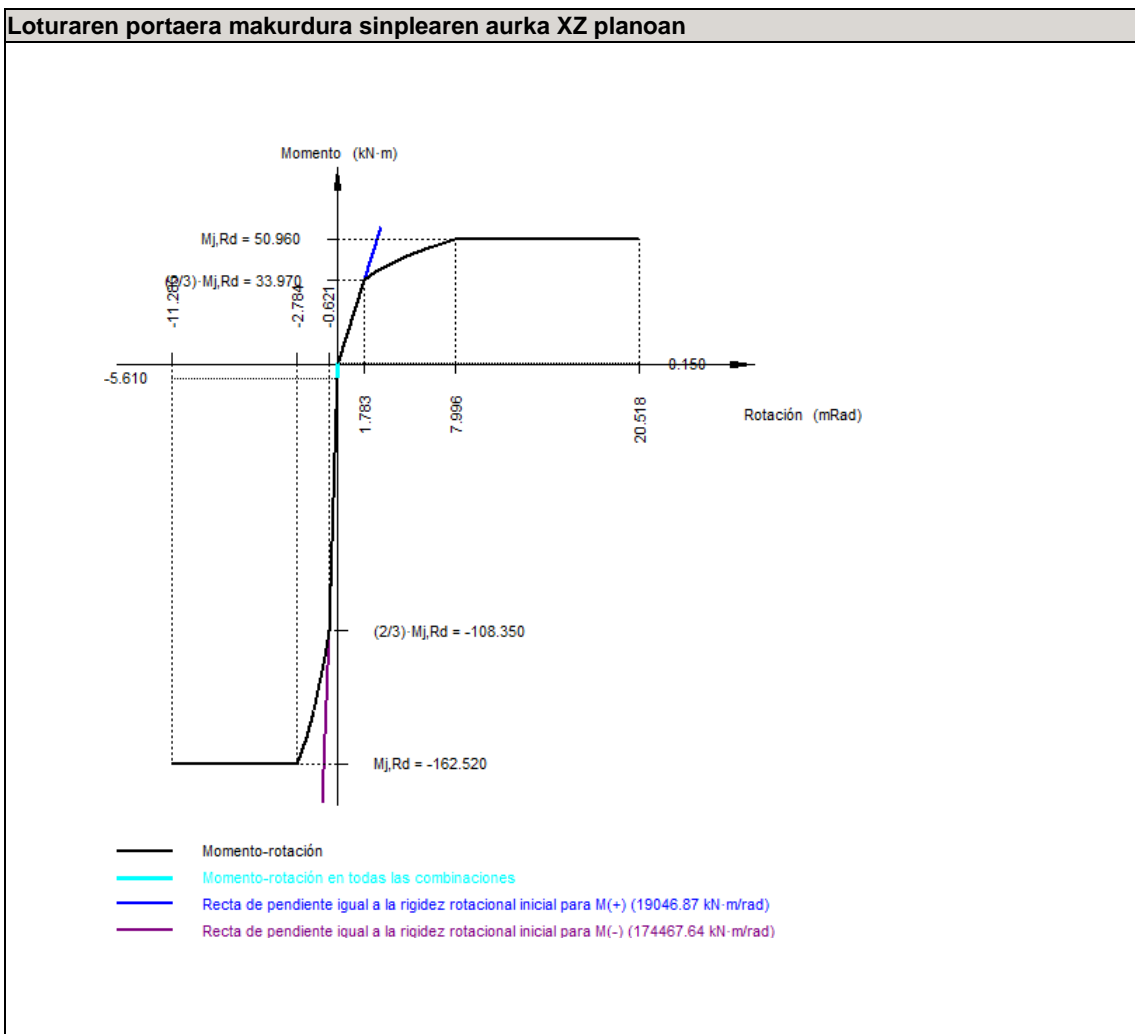 Loturaren portaera makurdura sinplearen aurka XZ planoan
Momento (kN·m)
Mj,Rd = 50.960
(2/3)·Mj,Rd = 33.970
-2.784
-0.621
0.150
-5.610
1.783
7.996
20.518
Rotación (mRad)
(2/3)·Mj,Rd = -108.350
Mj,Rd = -162.520
Momento-rotación
Momento-rotación en todas las combinaciones
Recta de pendiente igual a la rigidez rotacional inicial para M(+) (19046.87 kN·m/rad)
Recta de pendiente igual a la rigidez rotacional inicial para M(-) (174467.64 kN·m/rad)